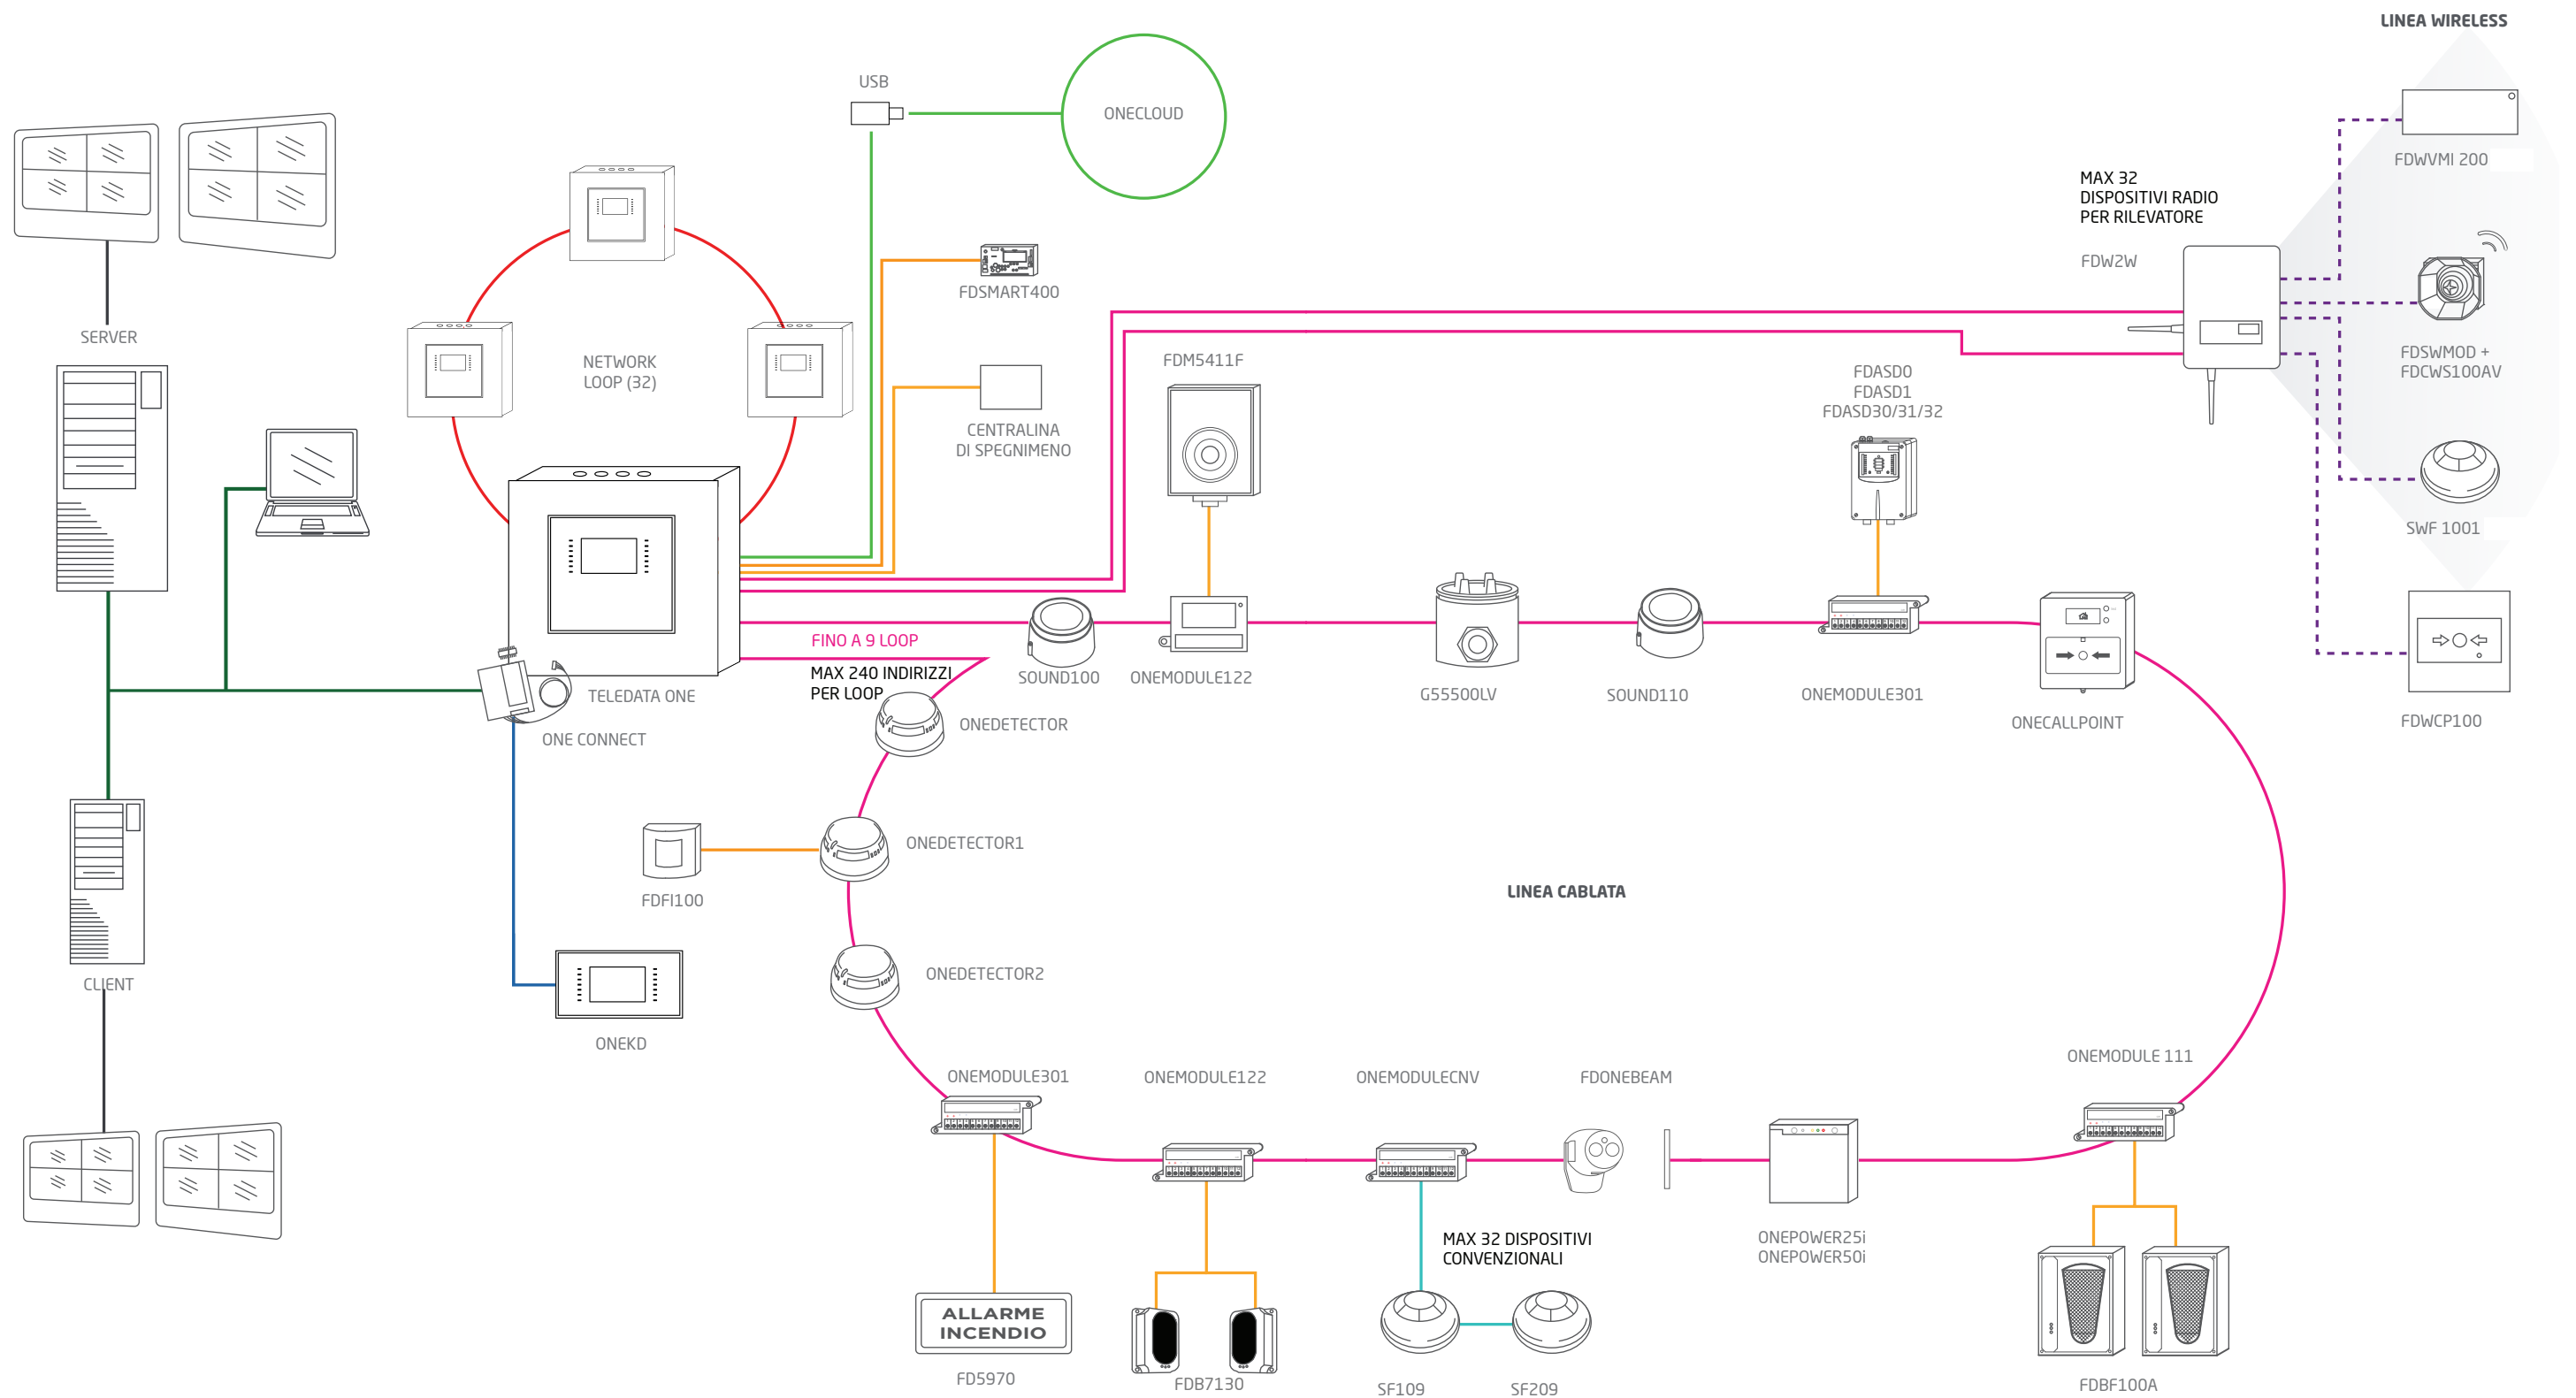 LINEA WIRELESS
USB
ONECLOUD
FDWVMI 200
MAX 32
DISPOSITIVI RADIO
PER RILEVATORE
FDW2W
FDSMART400
SERVER
NETWORK
LOOP (32)
FDM5411F
FDSWMOD +
FDCWS100AV
FDASD0
FDASD1
FDASD30/31/32
CENTRALINA
DI SPEGNIMENO
SWF 1001
FINO A 9 LOOP
MAX 240 INDIRIZZI
PER LOOP
SOUND100
ONEMODULE122
G55500LV
SOUND110
ONEMODULE301
ONECALLPOINT
FDWCP100
TELEDATA ONE
ONE CONNECT
ONEDETECTOR
ONEDETECTOR1
FDFI100
LINEA CABLATA
ONEDETECTOR2
CLIENT
ONEKD
ONEMODULE301
ONEMODULE122
ONEMODULECNV
FDONEBEAM
ONEMODULE 111
MAX 32 DISPOSITIVI
CONVENZIONALI
ONEPOWER25i
ONEPOWER50i
ALLARME
INCENDIO
FD5970
FDB7130
SF109
SF209
FDBF100A